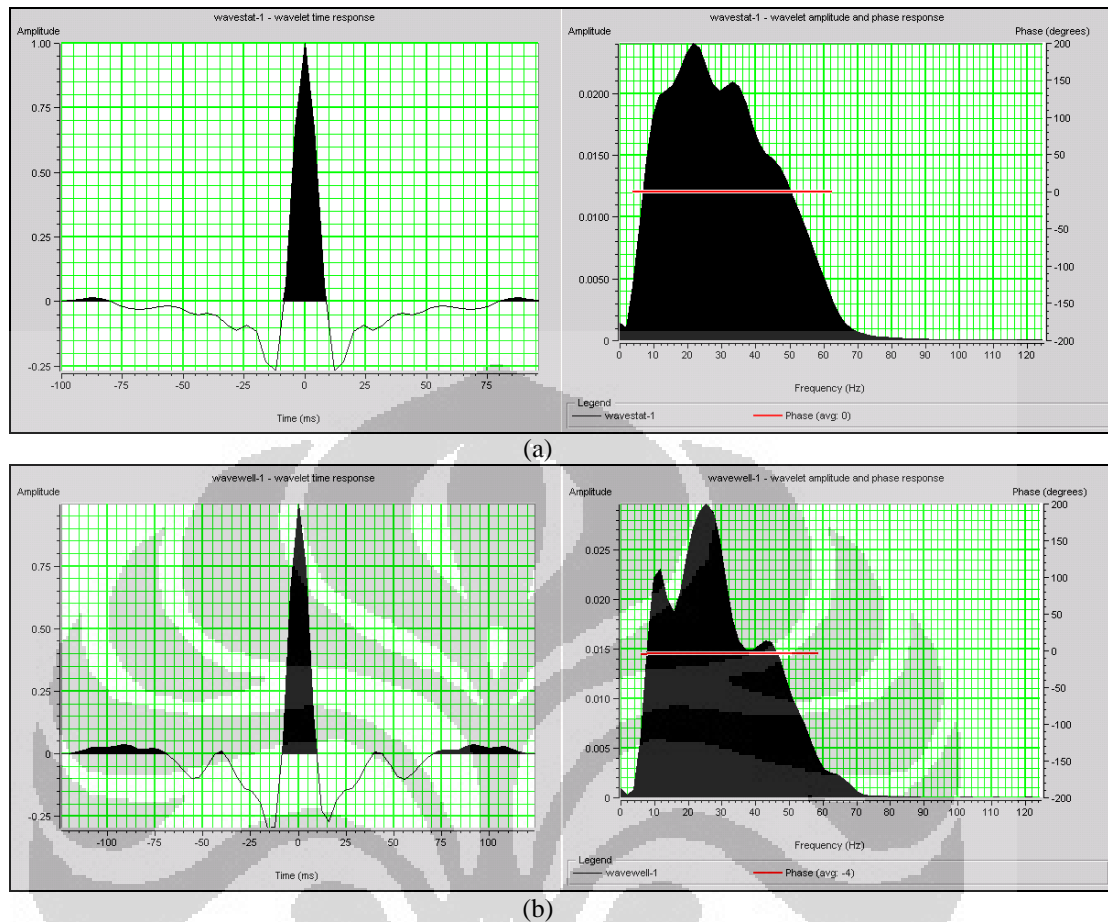 wavestat-1 - wavelet time response
Amplitude
1.00
0.75
0.50
0.25
0
-0.25
-100 -75 -50 -25 0 25 50 75
Time (ms)
wavestat-1 - wavelet amplitude and phase response
Amplitude Phase (degrees)
0.0200
0.0150
0.0100
0.0050
0
200
150
100
50
0
-50
-100
-150
-200
0 10 20 30 40 50 60 70 80 90 100 110 120
Frequency (Hz)
Legend
wavestat-1 Phase (avg: 0)
(a)
wavewell-1 - wavelet time response
Amplitude
0.75
0.50
0.25
0
-0.25
-100 -75 -50 -25 0 25 50 75 100
Time (ms)
wavewell-1 - wavelet amplitude and phase response
Amplitude Phase (degrees)
0.025
0.020
0.015
0.010
0.005
0
200
150
100
50
0
-50
-100
-150
-200
0 10 20 30 40 50 60 70 80 90 100 110 120
Frequency (Hz)
Legend
wavewell-1 Phase (avg: -4)
(b)